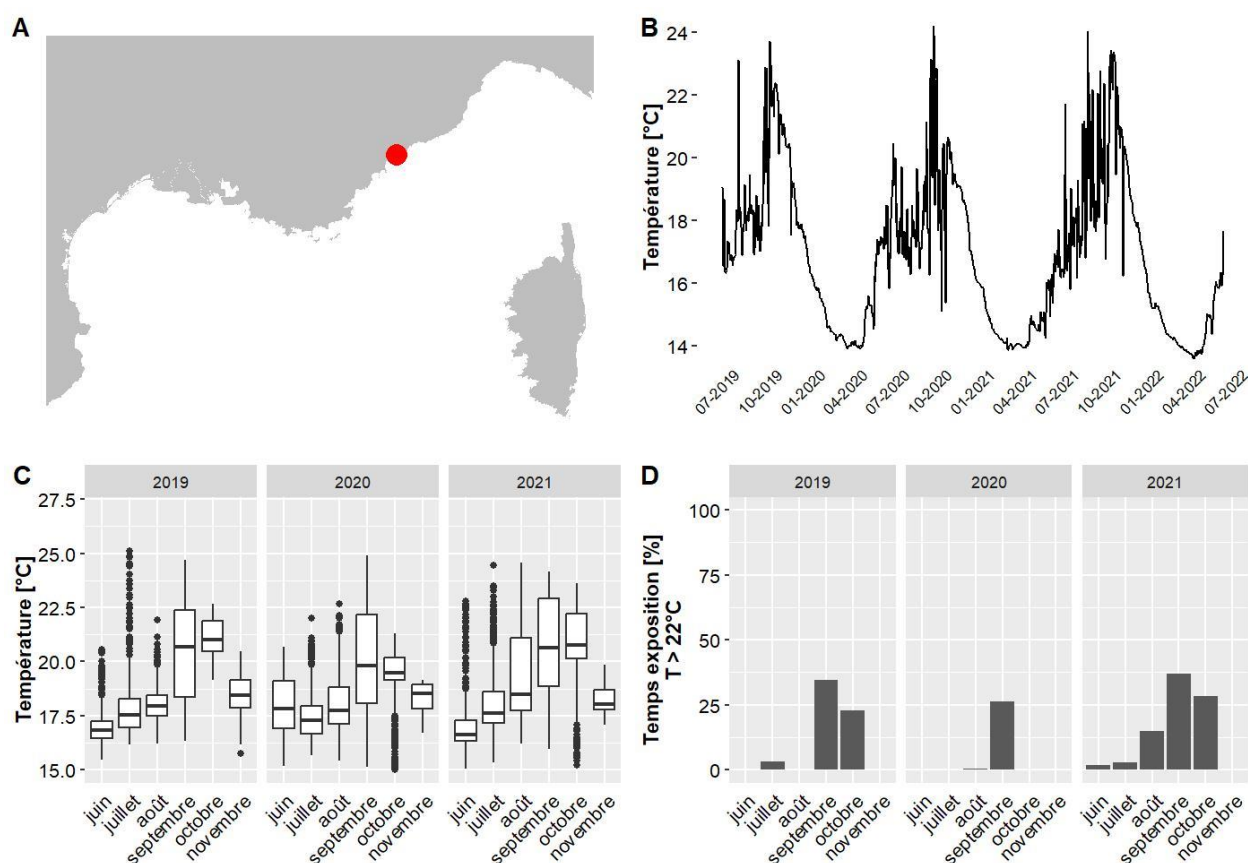 A
B
Température [°C]
24
22
20
18
16
14
07-2019
10-2019
01-2020
04-2020
07-2020
10-2020
01-2021
04-2021
07-2021
10-2021
01-2022
04-2022
07-2022
C
2019
2020
2021
Température [°C]
27.5
25.0
22.5
20.0
17.5
15.0
juin
juillet
août
septembre
octobre
novembre
juin
juillet
août
septembre
octobre
novembre
juin
juillet
août
septembre
octobre
novembre
D
2019
2020
2021
Temps exposition [%]
T > 22°C
100
75
50
25
0
juin
juillet
août
septembre
octobre
novembre
juin
juillet
août
septembre
octobre
novembre
juin
juillet
août
septembre
octobre
novembre